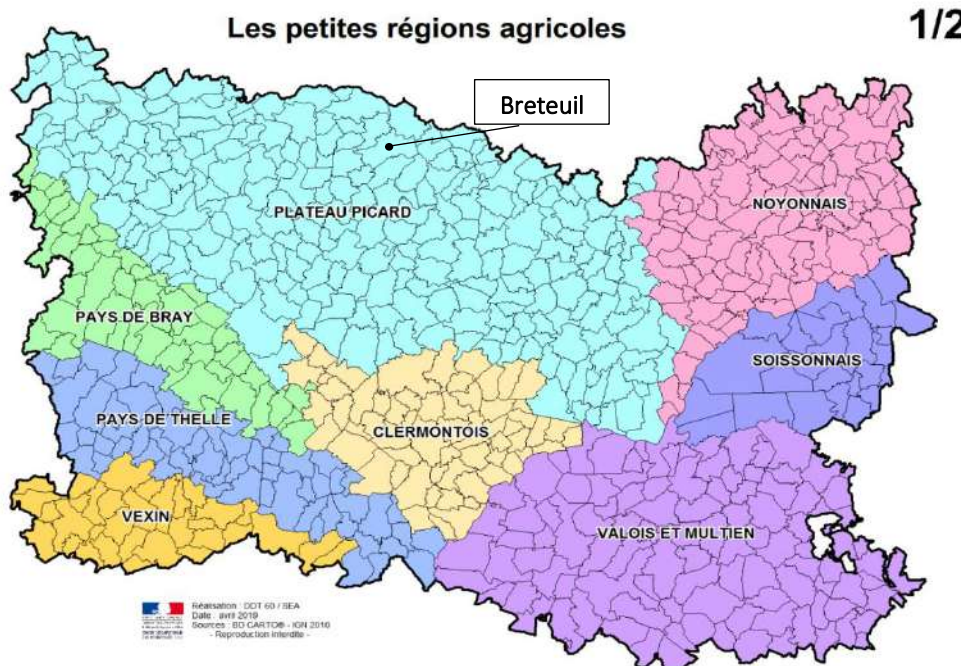 Les petites régions agricoles
1/2
Breteuil
PLATEAU PICARD
NOYONNAIS
PAYS DE BRAY
SOISSONNAIS
PAYS DE THELLE
CLERMONTOIS
VEXIN
VALOIS ET MULTIEN
Réalisation : DDT 60 / SEA
Date : avril 2019
Sources : BD CARTO® - IGN 2016
- Reproduction interdite -